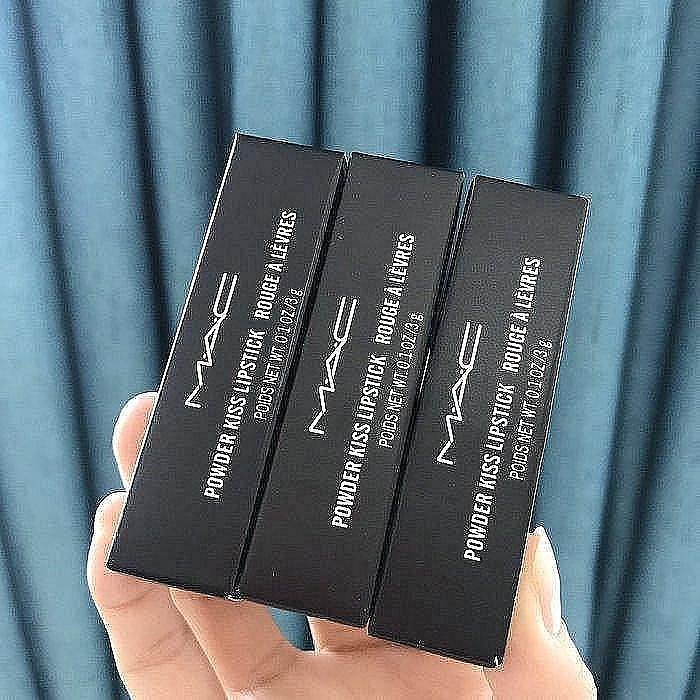 MAC
POWDER KISS LIPSTICK ROUGE À LÈVRES
POIDS NET WT. 0.1 OZ/3 g
MAC
POWDER KISS LIPSTICK ROUGE À LÈVRES
POIDS NET WT. 0.1 OZ/3 g
MAC
POWDER KISS LIPSTICK ROUGE À LÈVRES
POIDS NET WT. 0.1 OZ/3 g